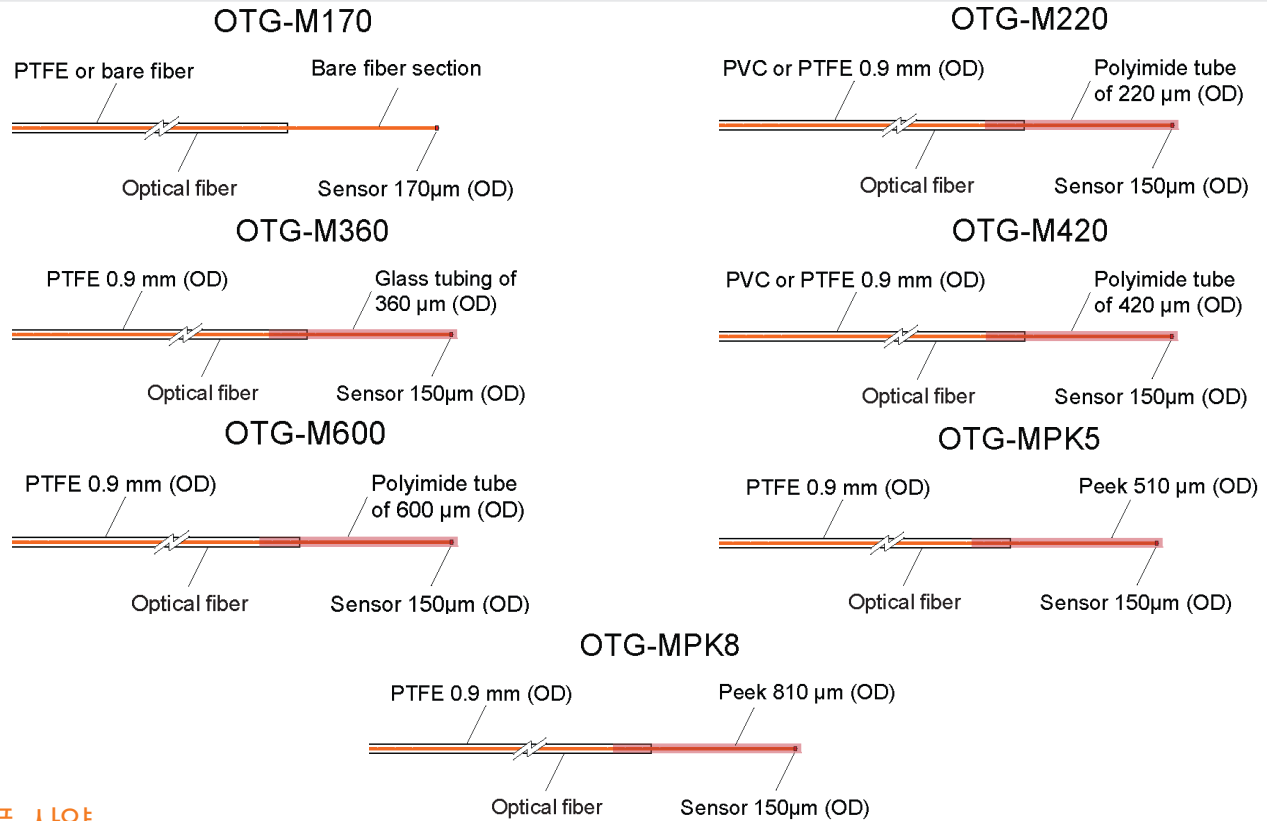 OTG-M170
PTFE or bare fiber
Bare fiber section
Optical fiber
Sensor 170µm (OD)
OTG-M220
PVC or PTFE 0.9 mm (OD)
Polyimide tube
of 220 µm (OD)
Optical fiber
Sensor 150µm (OD)
OTG-M360
PTFE 0.9 mm (OD)
Glass tubing of
360 µm (OD)
Optical fiber
Sensor 150µm (OD)
OTG-M420
PVC or PTFE 0.9 mm (OD)
Polyimide tube
of 420 µm (OD)
Optical fiber
Sensor 150µm (OD)
OTG-M600
PTFE 0.9 mm (OD)
Polyimide tube
of 600 µm (OD)
Optical fiber
Sensor 150µm (OD)
OTG-MPK5
PTFE 0.9 mm (OD)
Peek 510 µm (OD)
Optical fiber
Sensor 150µm (OD)
OTG-MPK8
PTFE 0.9 mm (OD)
Peek 810 µm (OD)
Optical fiber
Sensor 150µm (OD)